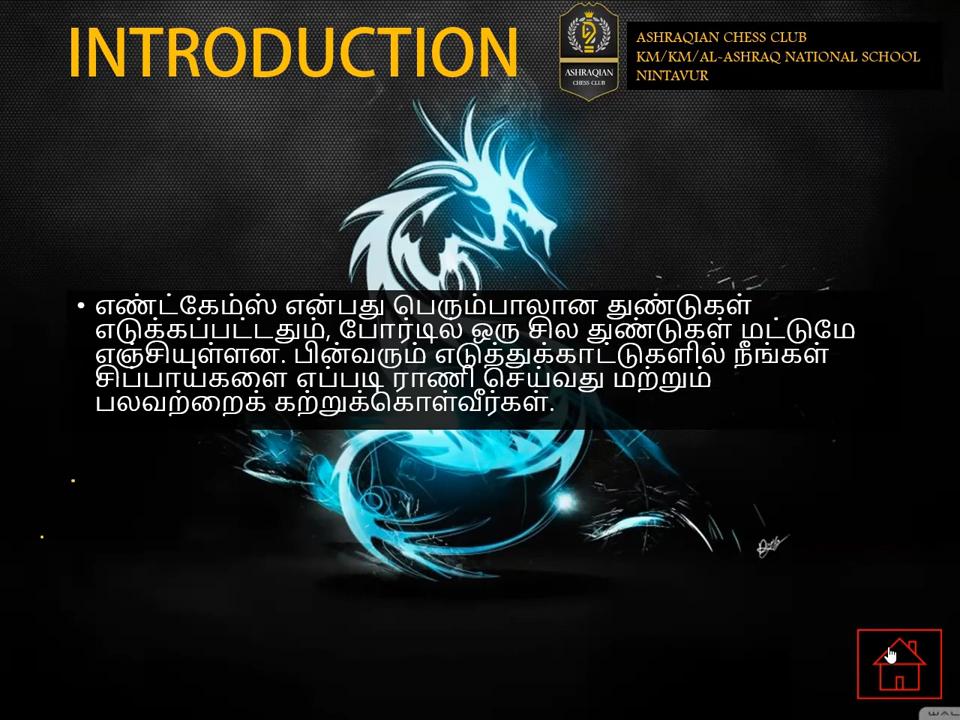 INTRODUCTION
ASHRAQIAN
CHESS CLUB
ASHRAQIAN CHESS CLUB
KM/KM/AL-ASHRAQ NATIONAL SCHOOL
NINTAVUR
• எண்ட்கேம்ஸ் என்பது பெரும்பாலான துண்டுகள்
எடுக்கப்பட்டதும், போர்டில் ஒரு சில துண்டுகள் மட்டுமே
எஞ்சியுள்ளன. பின்வரும் எடுத்துக்காட்டுகளில் நீங்கள்
சிப்பாய்களை எப்படி ராணி செய்வது மற்றும்
பலவற்றைக் கற்றுக்கொள்வீர்கள்.